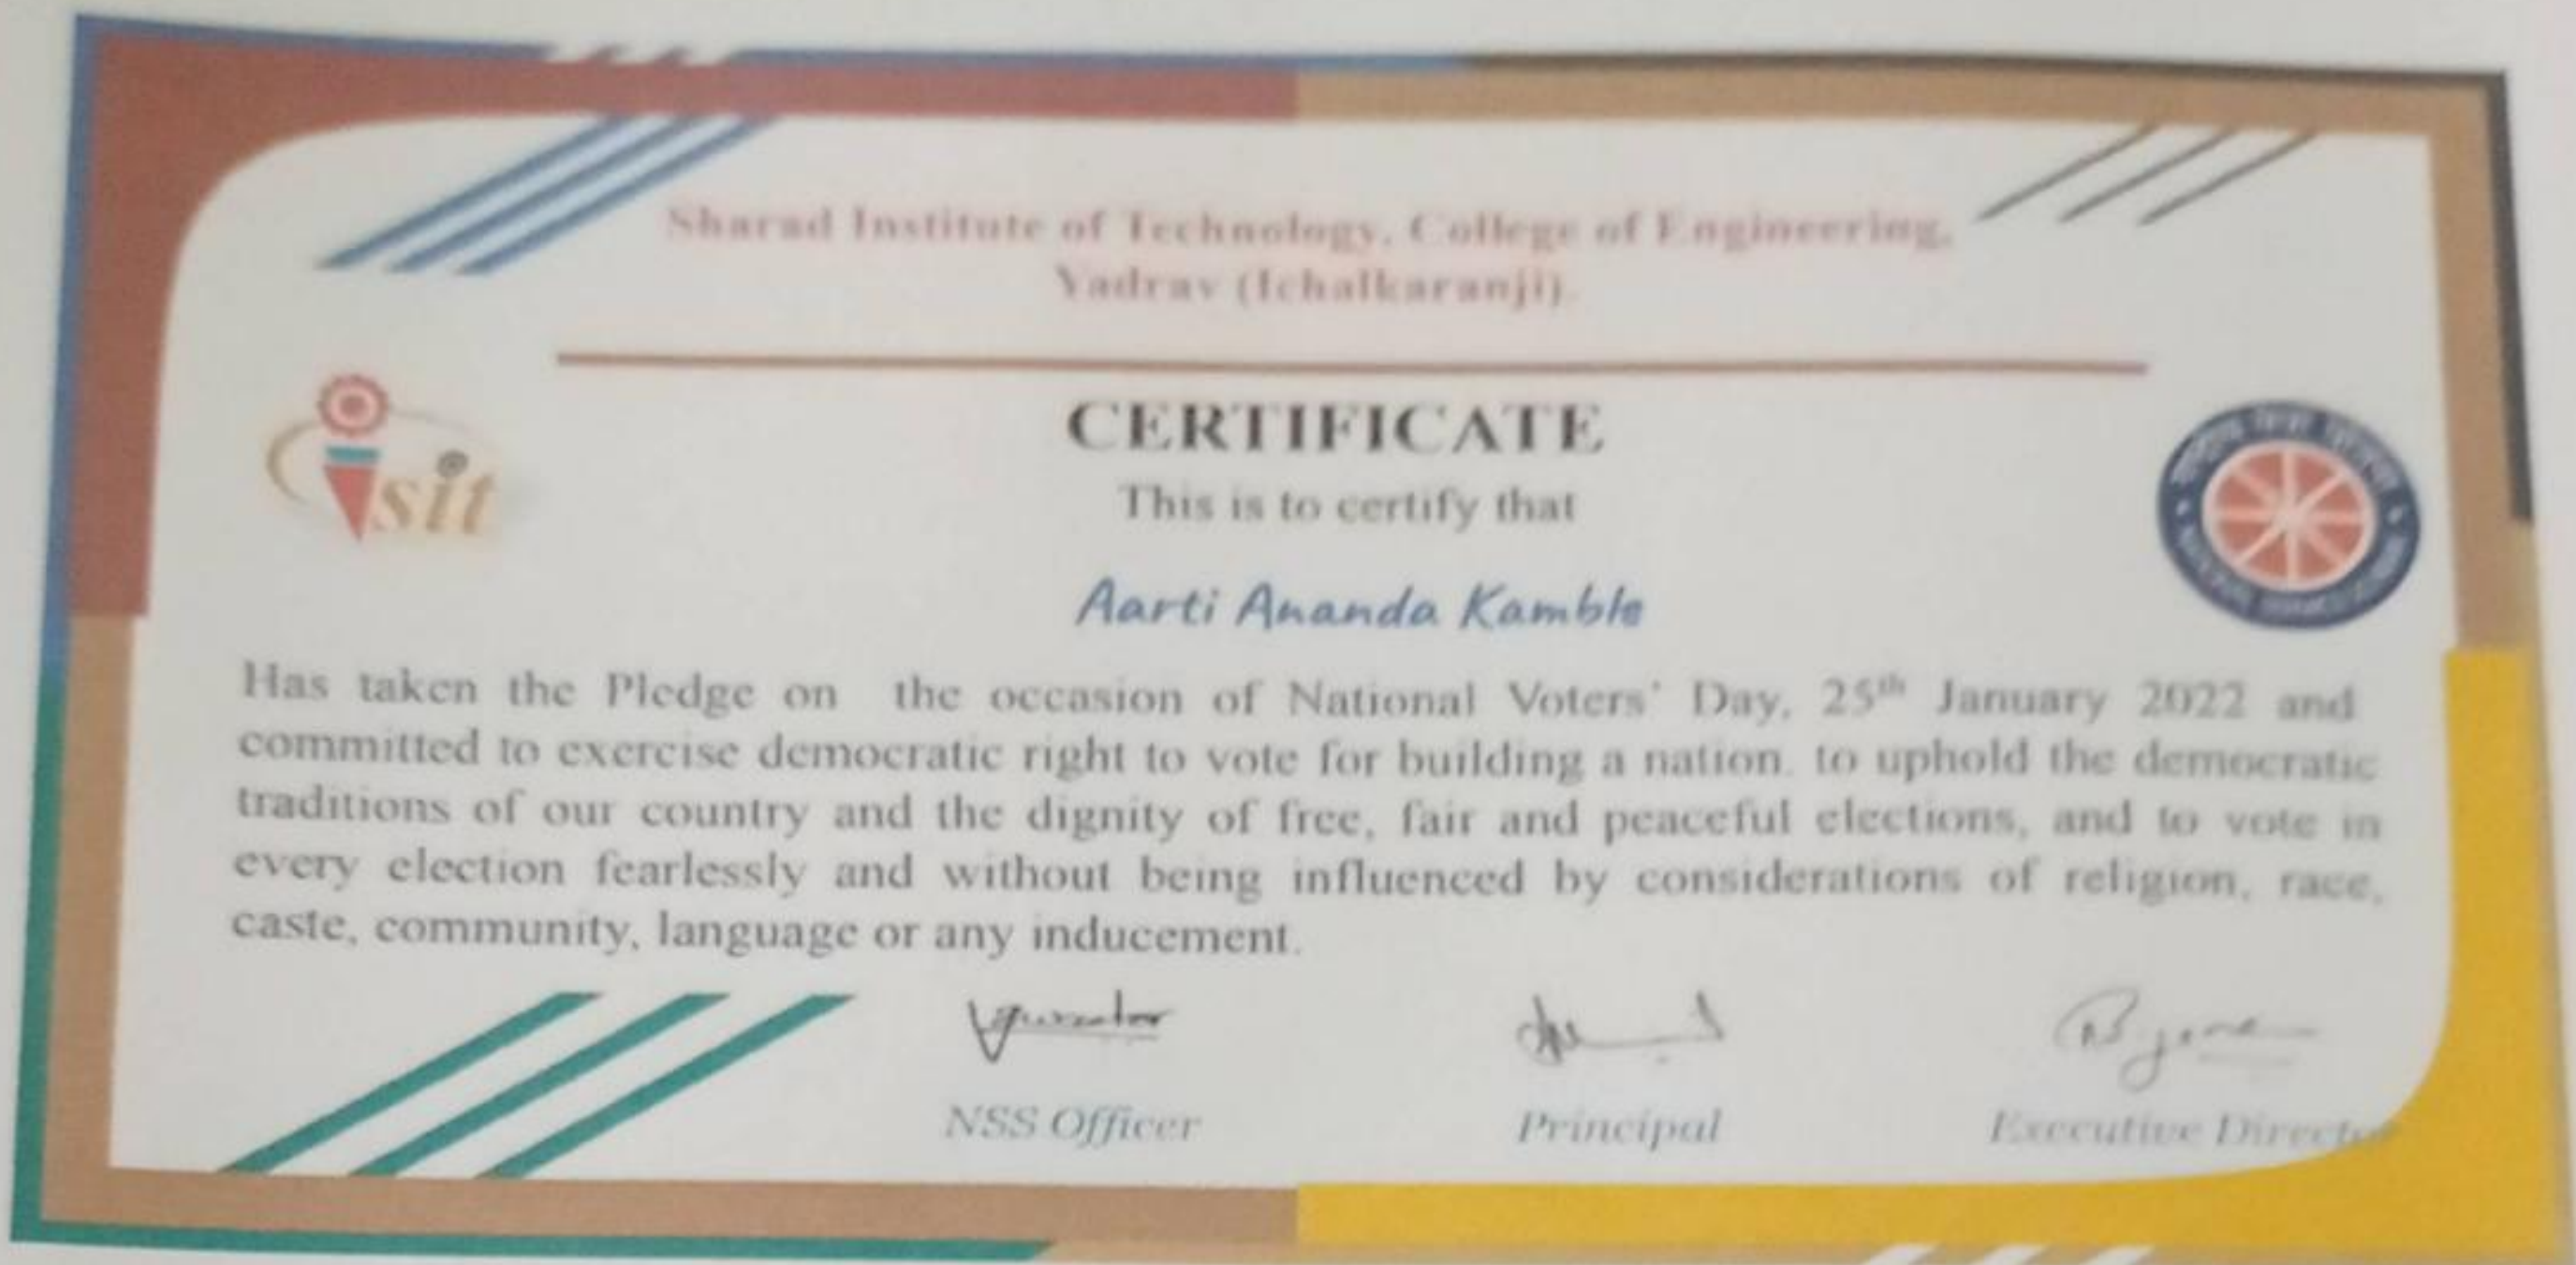 Sharad Institute of Technology, College of Engineering,
Yadrav (Ichalkaranji)
sit
CERTIFICATE
This is to certify that
Aarti Ananda Kamble
Has taken the Pledge on the occasion of National Voters' Day, 25th January 2022 and
committed to exercise democratic right to vote for building a nation, to uphold the democratic
traditions of our country and the dignity of free, fair and peaceful elections, and to vote in
every election fearlessly and without being influenced by considerations of religion, race,
caste, community, language or any inducement.
NSS Officer
Principal
Executive Director